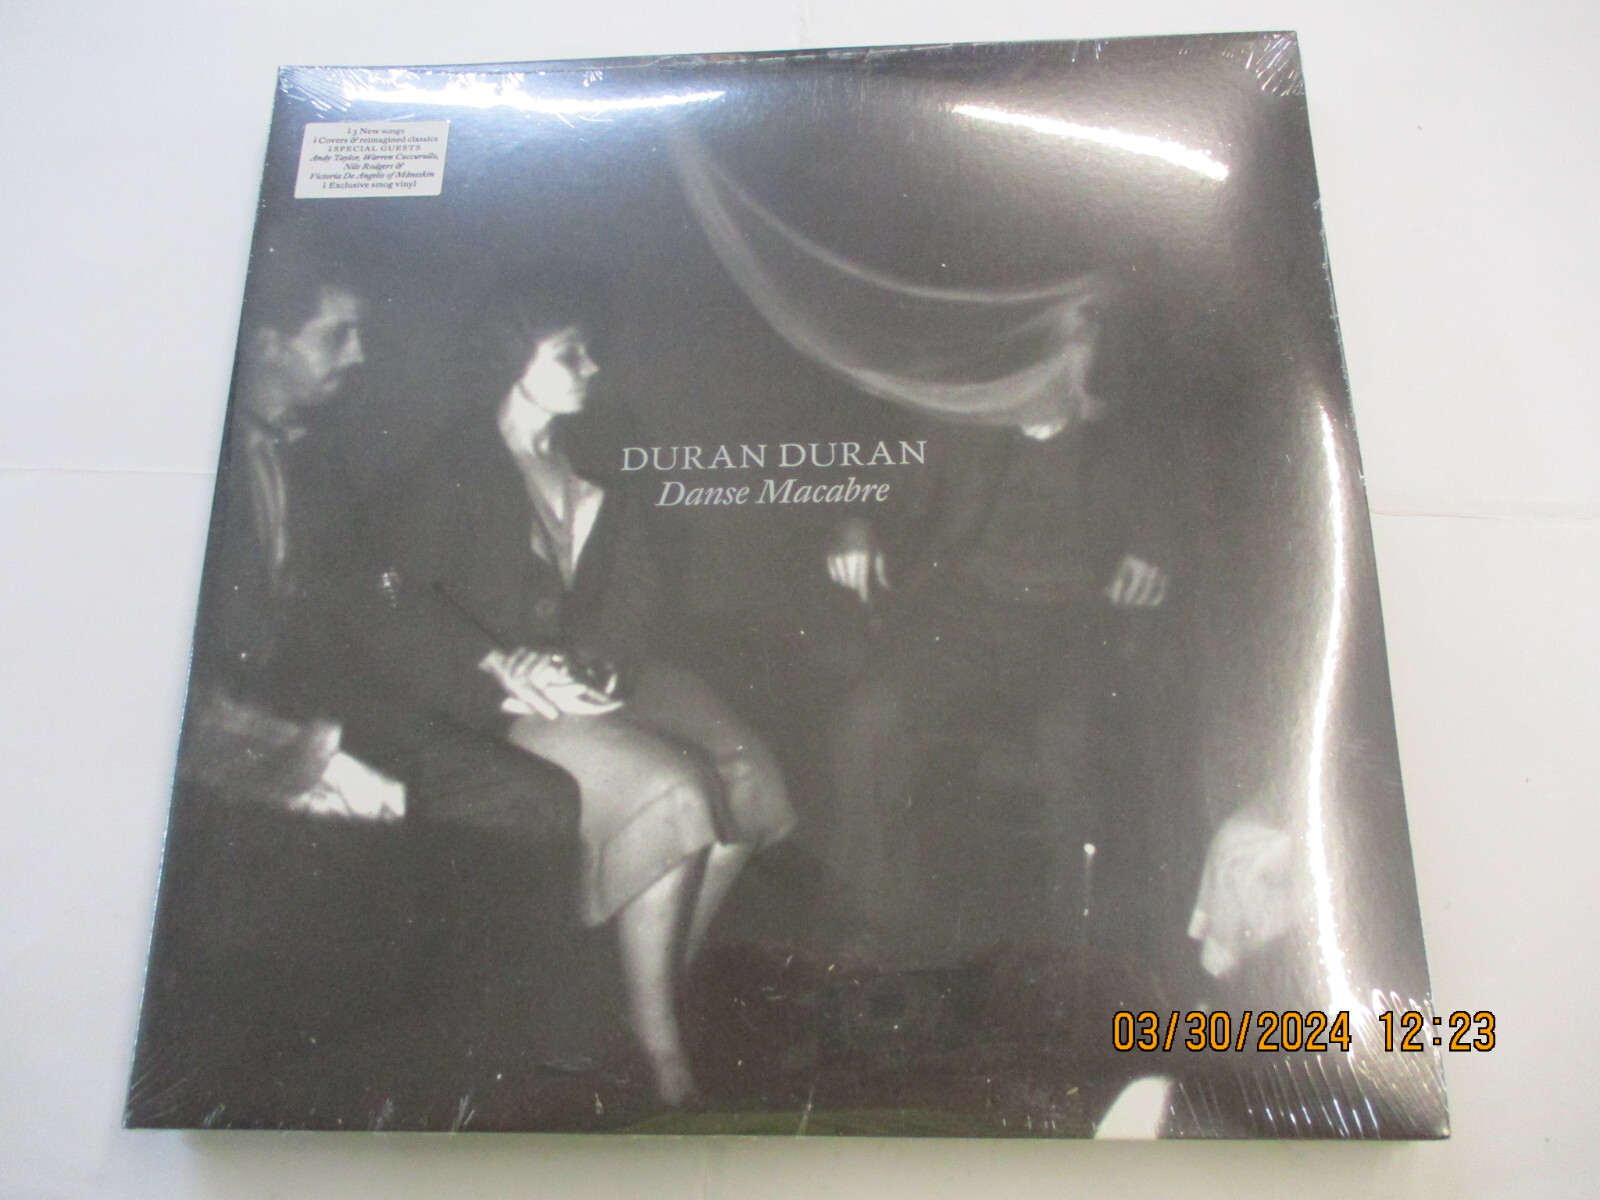 ⸸ 3 New songs
⸸ Covers & reimagined classics
⸸ SPECIAL GUESTS
Andy Taylor, Warren Cuccurullo,
Nile Rodgers &
Victoria De Angelis of Måneskin
⸸ Exclusive smog vinyl
DURAN DURAN
Danse Macabre
03/30/2024 12:23